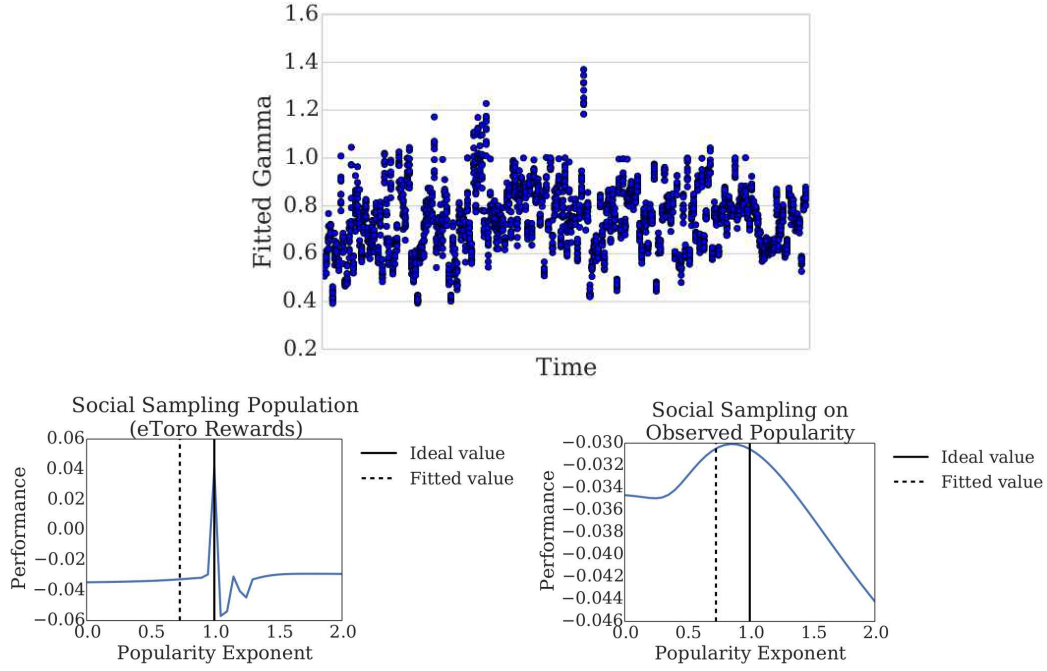 1.6
1.4
1.2
1.0
0.8
0.6
0.4
0.2
Fitted Gamma
Time
Social Sampling Population
(eToro Rewards)
0.06
0.04
0.02
0.00
−0.02
−0.04
−0.06
Performance
0.0 0.5 1.0 1.5 2.0
Popularity Exponent
Ideal value
Fitted value
Social Sampling on
Observed Popularity
−0.030
−0.032
−0.034
−0.036
−0.038
−0.040
−0.042
−0.044
−0.046
Performance
0.0 0.5 1.0 1.5 2.0
Popularity Exponent
Ideal value
Fitted value